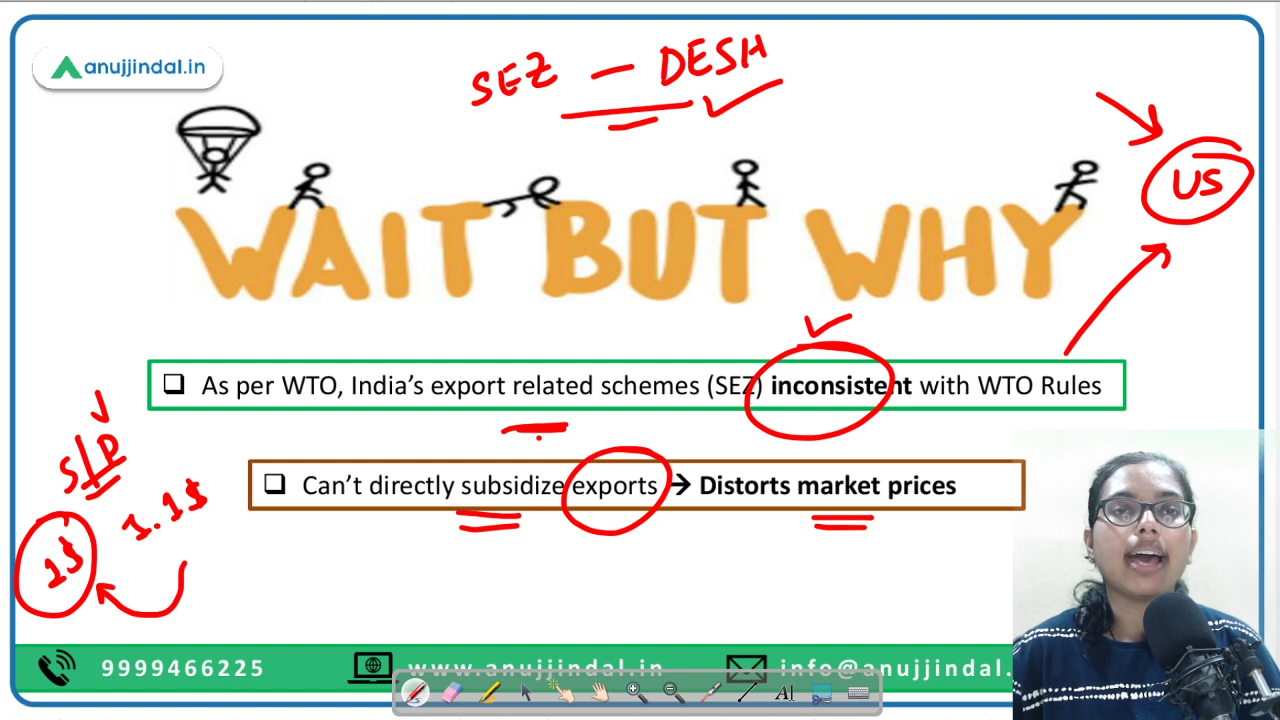 anujjindal.in
SEZ - DESH
WAIT BUT WHY
US
❑ As per WTO, India’s export related schemes (SEZ) inconsistent with WTO Rules
❑ Can’t directly subsidize exports → Distorts market prices
S/P
1.1$
1$
9999466225
www.anujjindal.in
info@anujjindal.
A